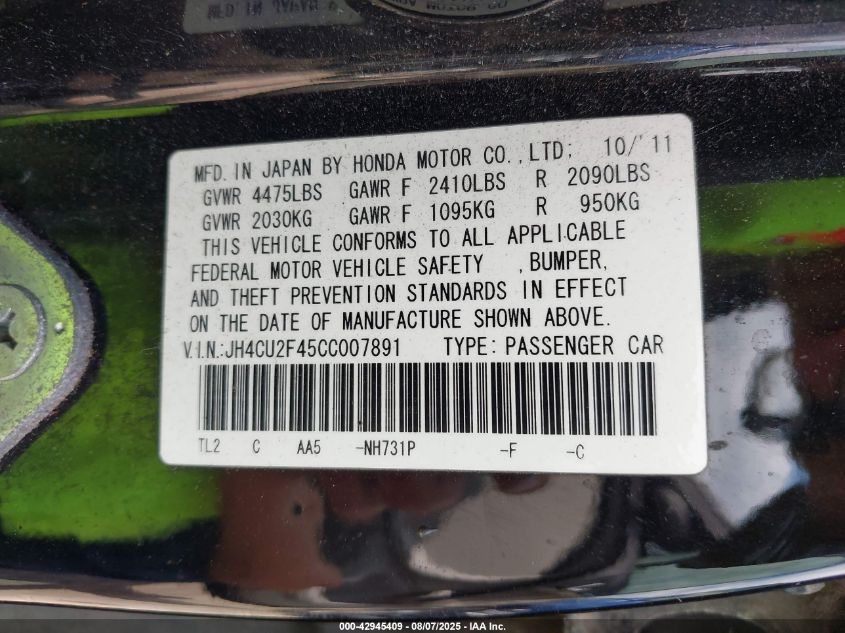 MFD. IN JAPAN BY HONDA MOTOR CO., LTD; 10/'11
GVWR 4475LBS GAWR F 2410LBS R 2090LBS
GVWR 2030KG GAWR F 1095KG R 950KG
THIS VEHICLE CONFORMS TO ALL APPLICABLE
FEDERAL MOTOR VEHICLE SAFETY , BUMPER,
AND THEFT PREVENTION STANDARDS IN EFFECT
ON THE DATE OF MANUFACTURE SHOWN ABOVE.
V.I.N.:JH4CU2F45CC007891 TYPE: PASSENGER CAR
TL2 C AA5 -NH731P -F -C
000-42945409 - 08/07/2025 - IAA Inc.